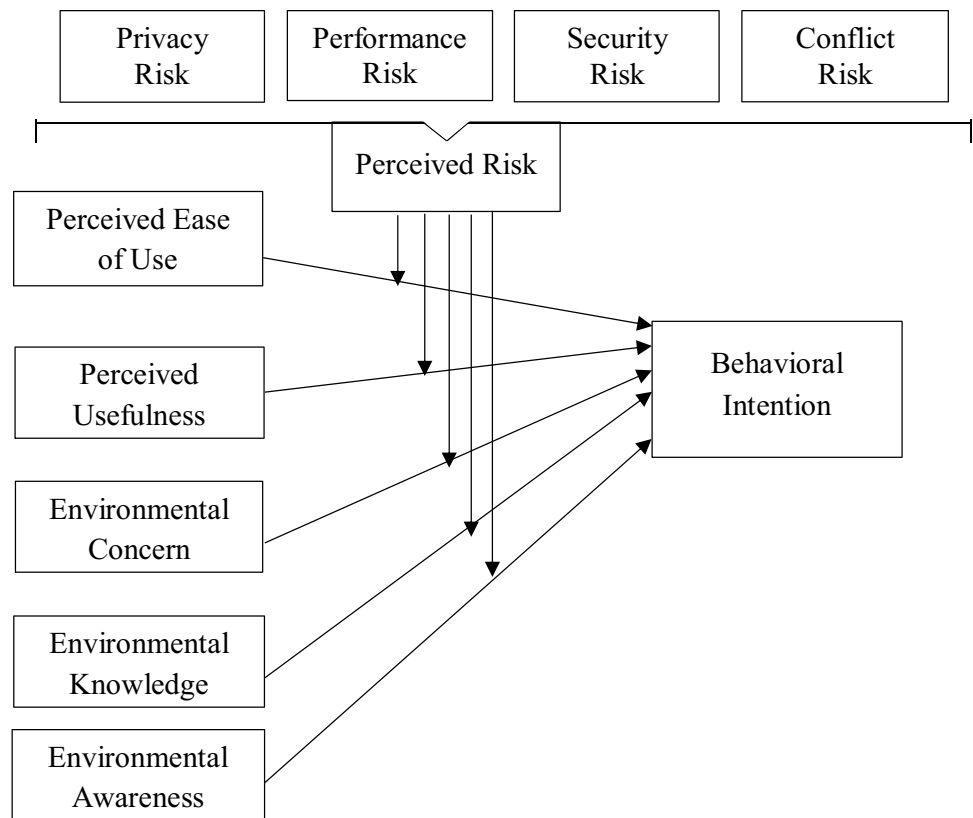 Privacy
Risk
Performance
Risk
Security
Risk
Conflict
Risk
Perceived Risk
Perceived Ease
of Use
Perceived
Usefulness
Environmental
Concern
Environmental
Knowledge
Environmental
Awareness
Behavioral
Intention